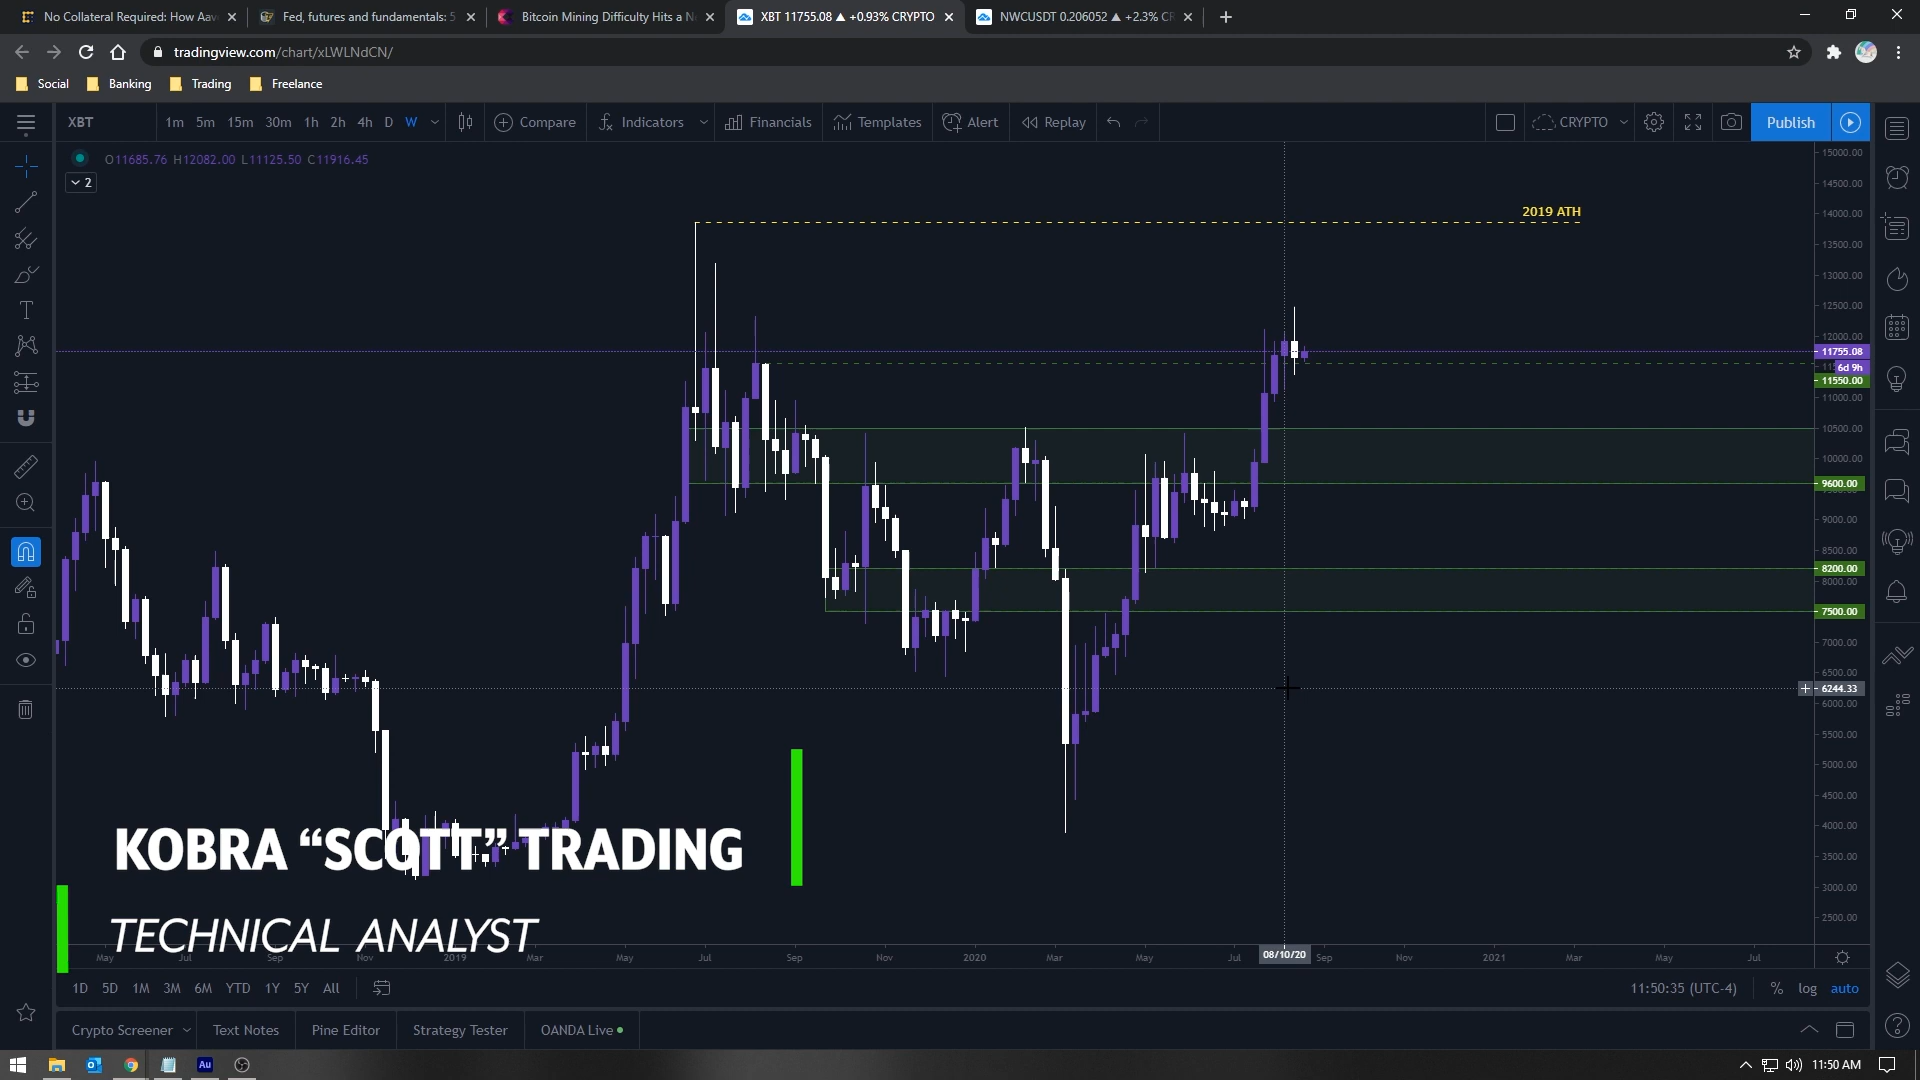 No Collateral Required: How Aav
Fed, futures and fundamentals: 5
Bitcoin Mining Difficulty Hits a N
XBT 11755.08 ▲ +0.93% CRYPTO
NWCUSDT 0.206052 ▲ +2.3% CR
tradingview.com/chart/xLWLNdCN/
Social Banking Trading Freelance
XBT 1m 5m 15m 30m 1h 2h 4h D W Compare Indicators Financials Templates Alert Replay CRYPTO Publish
O11685.76 H12082.00 L11125.50 C11916.45
2
2019 ATH
15000.00
14500.00
14000.00
13500.00
13000.00
12500.00
12000.00
11755.08
6d 9h
11550.00
11000.00
10500.00
10000.00
9600.00
9000.00
8500.00
8200.00
8000.00
7500.00
7000.00
6500.00
6244.33
6000.00
5500.00
5000.00
4500.00
4000.00
3500.00
3000.00
2500.00
KOBRA “SCOTT” TRADING
TECHNICAL ANALYST
May Jul Sep Nov 2019 Mar May Jul Sep Nov 2020 Mar May Jul 08/10/20 Sep Nov 2021 Mar May Jul
1D 5D 1M 3M 6M YTD 1Y 5Y All 11:50:35 (UTC-4) % log auto
Crypto Screener Text Notes Pine Editor Strategy Tester OANDA Live
Au
11:50 AM